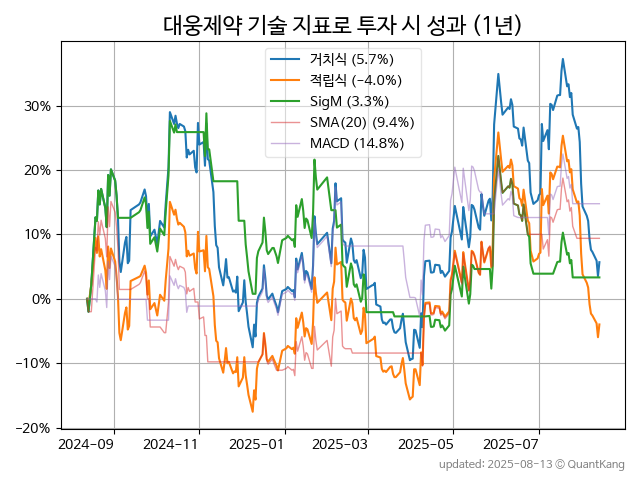 대웅제약 기술 지표로 투자 시 성과 (1년)
거치식 (5.7%)
적립식 (-4.0%)
SigM (3.3%)
SMA(20) (9.4%)
MACD (14.8%)
30%
20%
10%
0%
-10%
-20%
2024-09 2024-11 2025-01 2025-03 2025-05 2025-07
updated: 2025-08-13 ⓒ QuantKang